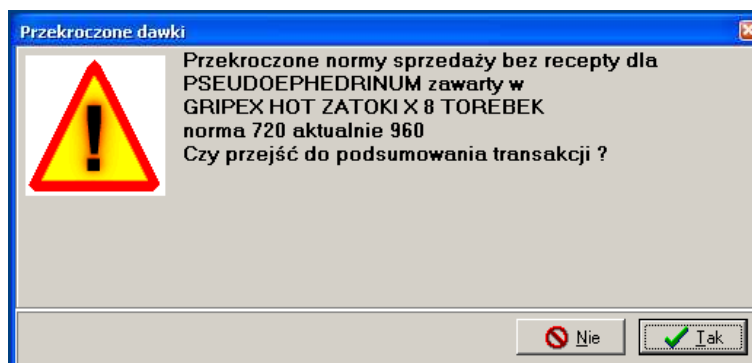 Przekroczone dawki
Przekroczone normy sprzedaży bez recepty dla
PSEUDOEPHEDRINUM zawarty w
GRIPEX HOT ZATOKI X 8 TOREBEK
norma 720 aktualnie 960
Czy przejść do podsumowania transakcji ?
Nie
Tak